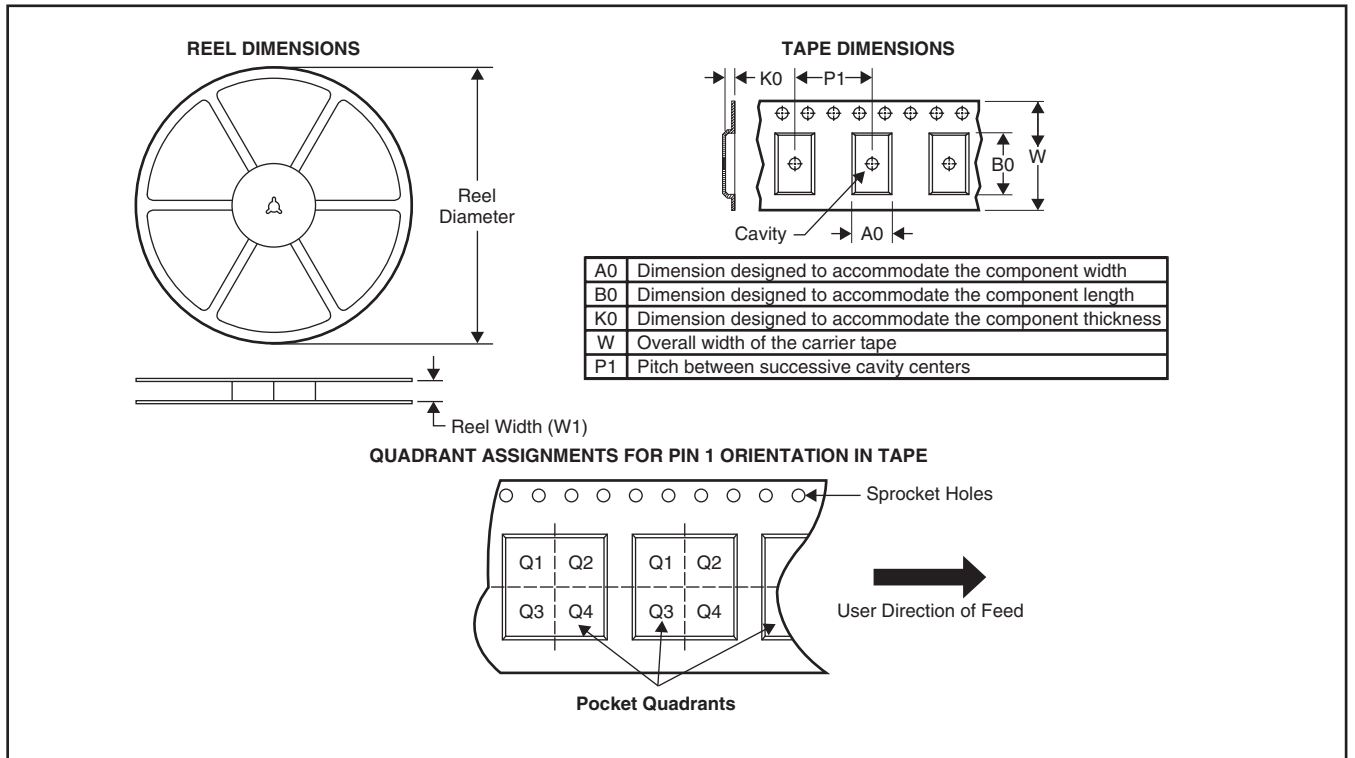 REEL DIMENSIONS
Reel
Diameter
Reel Width (W1)
TAPE DIMENSIONS
K0
P1
B0
W
Cavity
A0
A0 Dimension designed to accommodate the component width
B0 Dimension designed to accommodate the component length
K0 Dimension designed to accommodate the component thickness
W Overall width of the carrier tape
P1 Pitch between successive cavity centers
QUADRANT ASSIGNMENTS FOR PIN 1 ORIENTATION IN TAPE
Sprocket Holes
Q1 Q2 Q1 Q2
Q3 Q4 Q3 Q4
User Direction of Feed
Pocket Quadrants